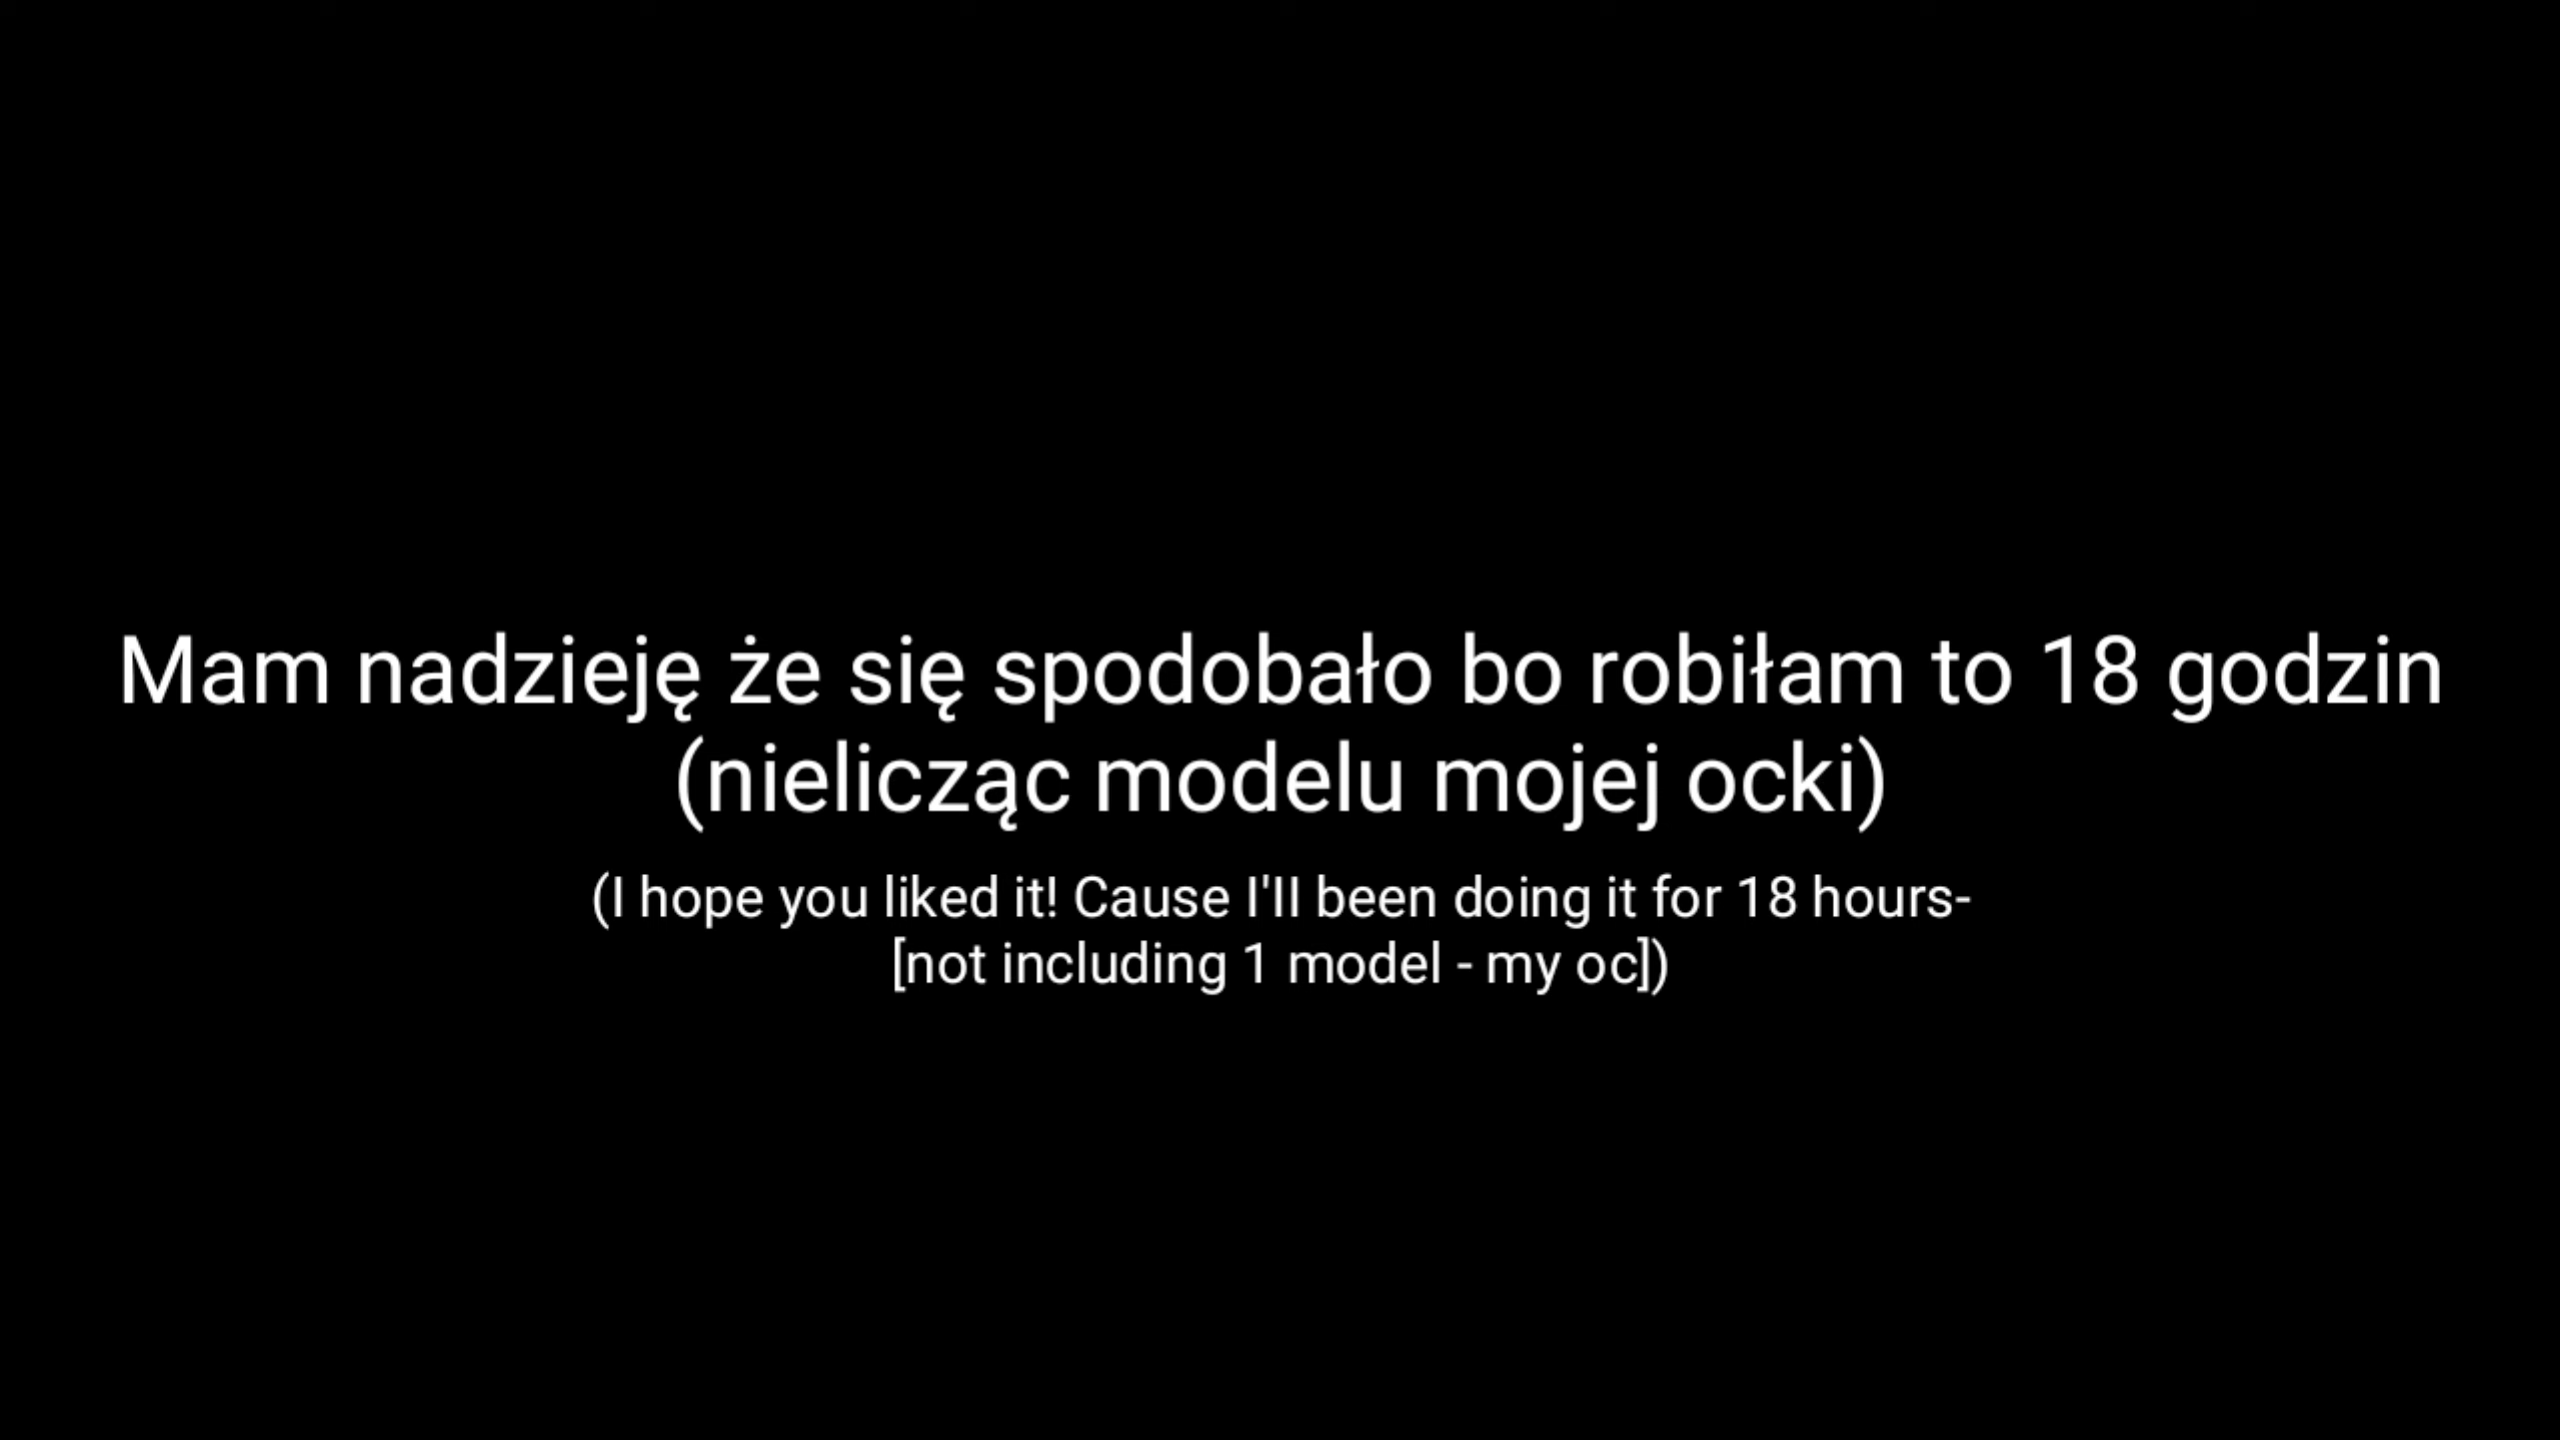 Mam nadzieję że się spodobało bo robiłam to 18 godzin
(nielicząc modelu mojej ocki)
(I hope you liked it! Cause I'll been doing it for 18 hours-
[not including 1 model - my oc])